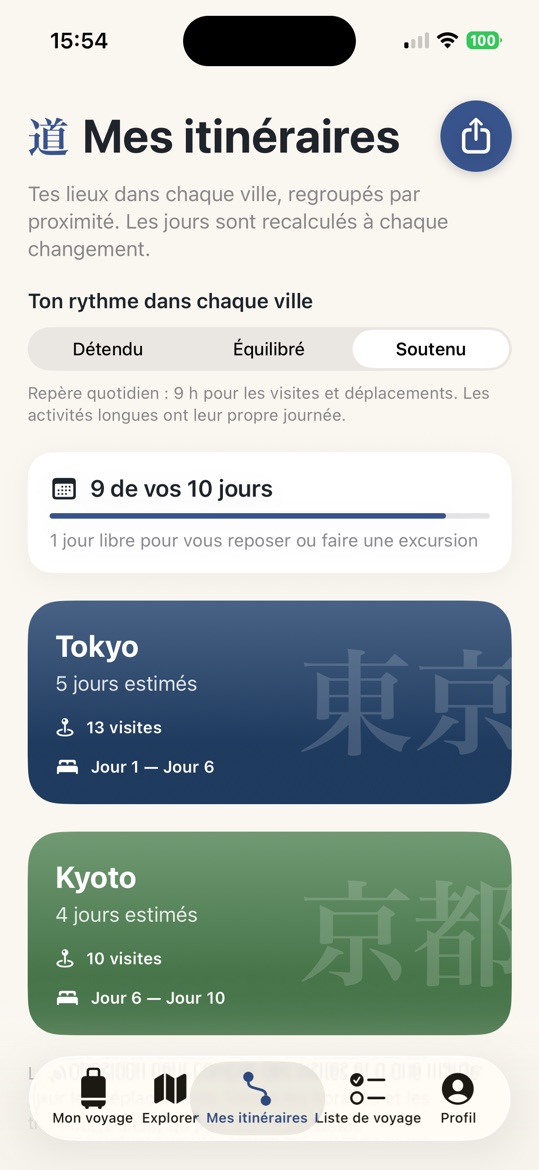 15:54
100
道 Mes itinéraires
Tes lieux dans chaque ville, regroupés par
proximité. Les jours sont recalculés à chaque
changement.
Ton rythme dans chaque ville
Détendu
Équilibré
Soutenu
Repère quotidien : 9 h pour les visites et déplacements. Les
activités longues ont leur propre journée.
9 de vos 10 jours
1 jour libre pour vous reposer ou faire une excursion
Tokyo
東京
5 jours estimés
13 visites
Jour 1 — Jour 6
Kyoto
京都
4 jours estimés
10 visites
Jour 6 — Jour 10
Mon voyage
Explorer
Mes itinéraires
Liste de voyage
Profil